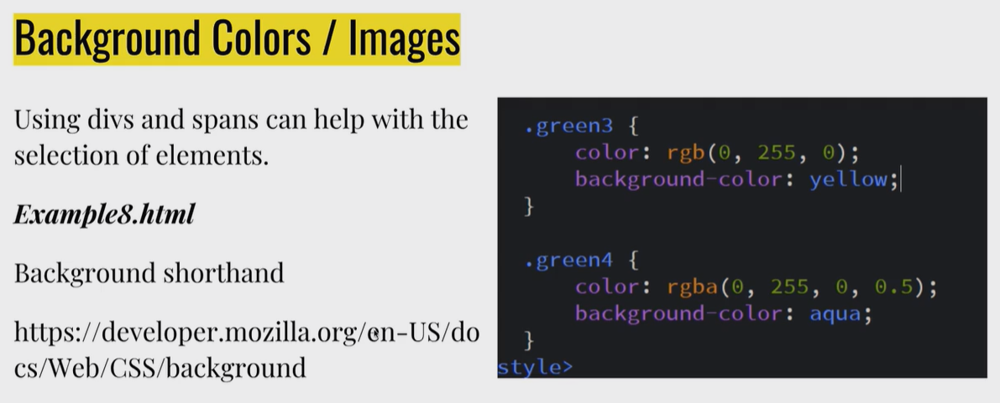 Background Colors / Images
Using divs and spans can help with the
selection of elements.
Example8.html
Background shorthand
https://developer.mozilla.org/en-US/do
cs/Web/CSS/background
.green3 {
color: rgb(0, 255, 0);
background-color: yellow;
}
.green4 {
color: rgba(0, 255, 0, 0.5);
background-color: aqua;
}
style>